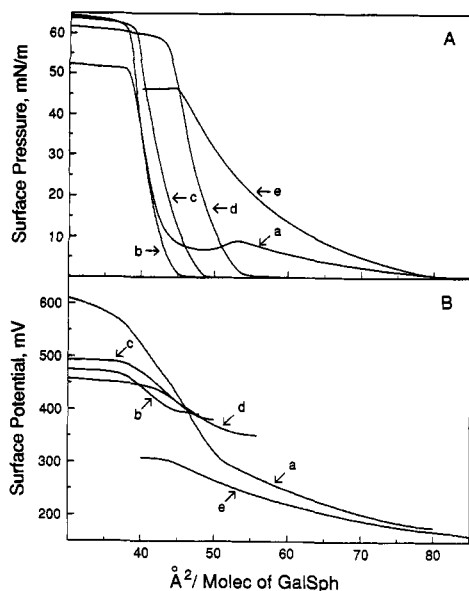 A
Surface Pressure, mN/m
60
50
40
30
20
10
← e
← c
← d
a
b →
B
Surface Potential, mV
600
500
400
300
200
c
b
d
a
e
40 50 60 70 80
Å²/ Molec of GalSph